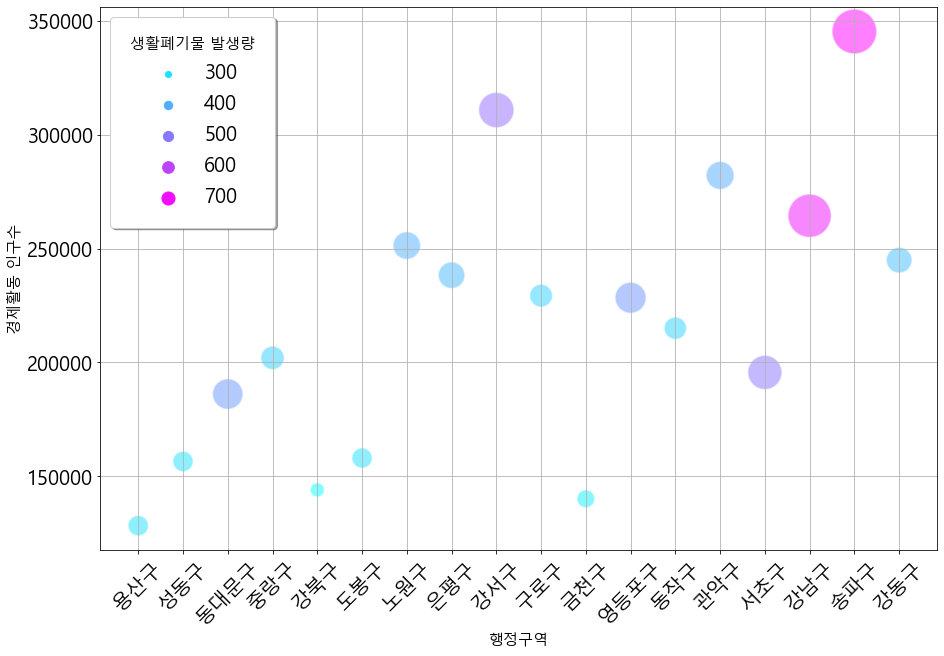 생활폐기물 발생량
300
400
500
600
700
350000
300000
250000
200000
150000
경제활동 인구수
용산구
성동구
동대문구
중랑구
강북구
도봉구
노원구
은평구
강서구
구로구
금천구
영등포구
동작구
관악구
서초구
강남구
송파구
강동구
행정구역